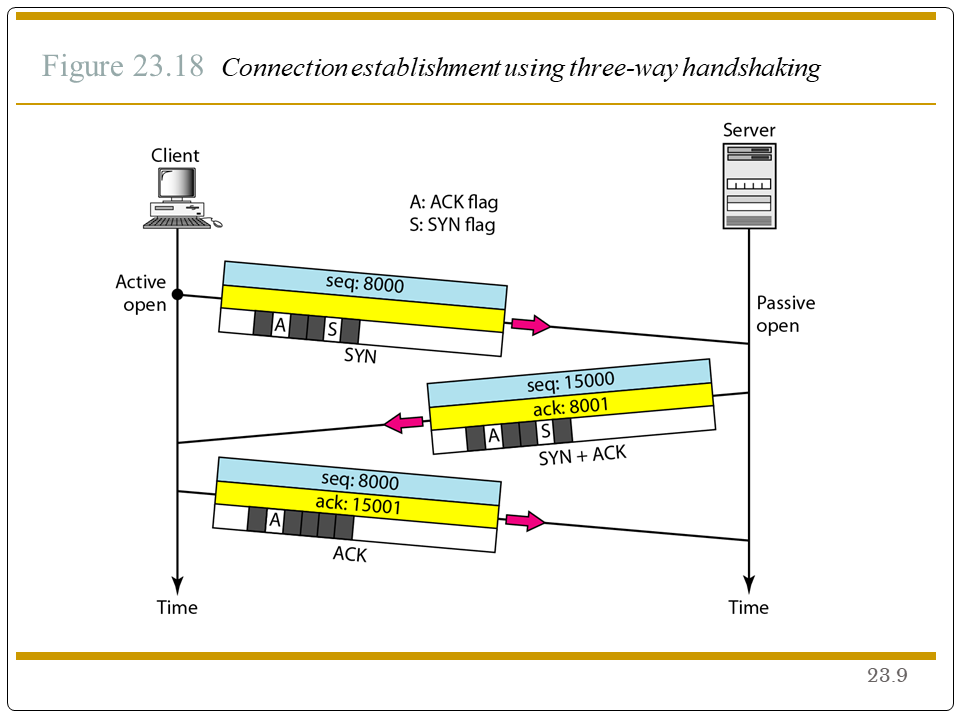 Figure 23.18 Connection establishment using three-way handshaking
Client
Server
A: ACK flag
S: SYN flag
Active
open
seq: 8000
A S
SYN
Passive
open
seq: 15000
ack: 8001
A S
SYN + ACK
seq: 8000
ack: 15001
A
ACK
Time
Time
23.9